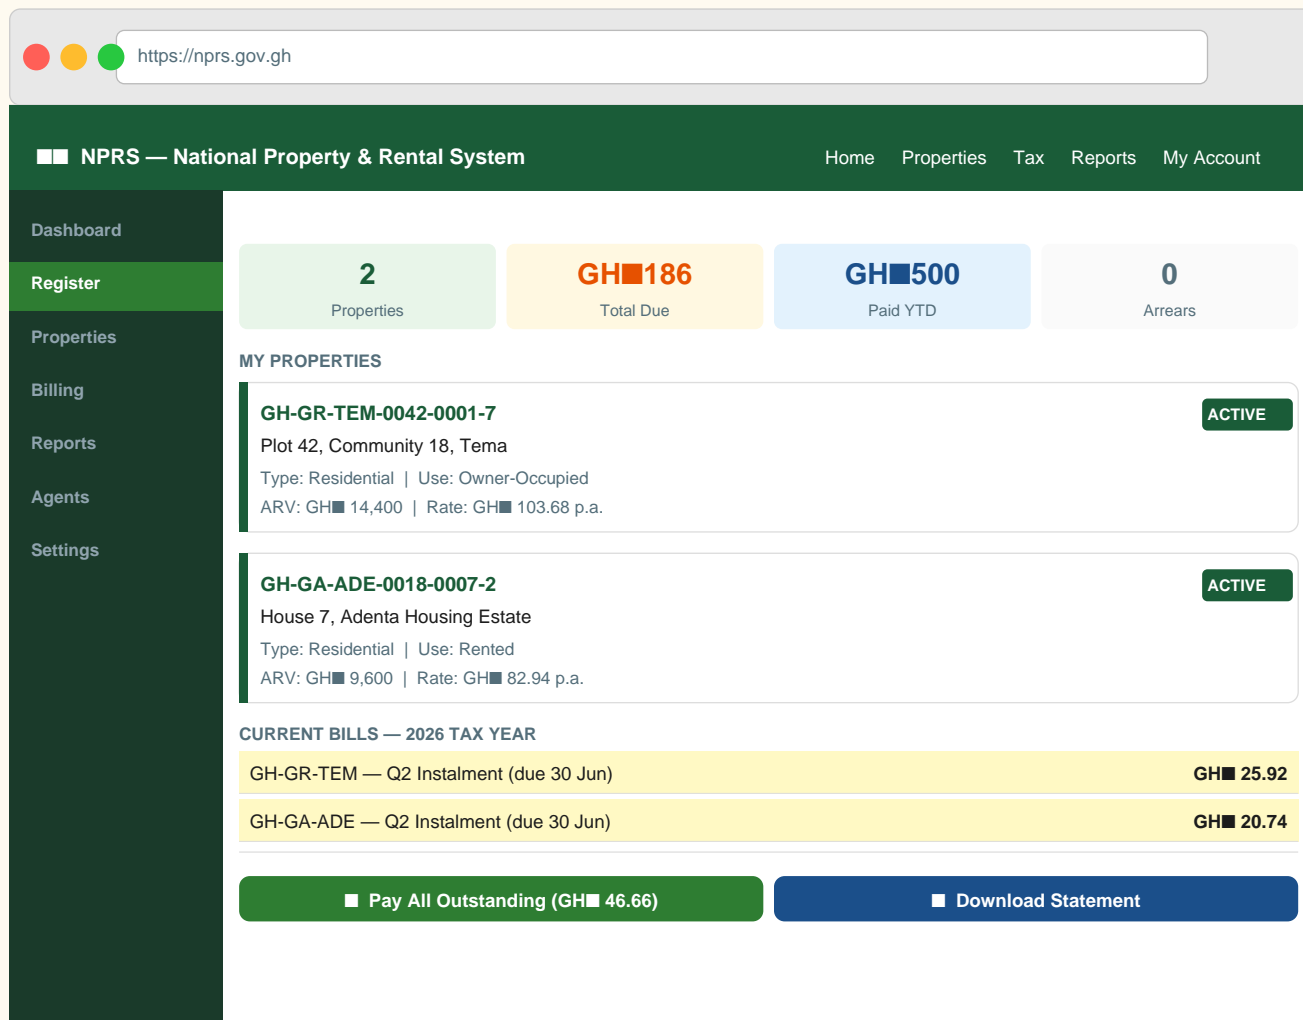 https://nprs.gov.gh
■■ NPRS — National Property & Rental System
Home Properties Tax Reports My Account
Dashboard
Register
Properties
Billing
Reports
Agents
Settings
2
Properties
GH■186
Total Due
GH■500
Paid YTD
0
Arrears
MY PROPERTIES
GH-GR-TEM-0042-0001-7
ACTIVE
Plot 42, Community 18, Tema
Type: Residential | Use: Owner-Occupied
ARV: GH■ 14,400 | Rate: GH■ 103.68 p.a.
GH-GA-ADE-0018-0007-2
ACTIVE
House 7, Adenta Housing Estate
Type: Residential | Use: Rented
ARV: GH■ 9,600 | Rate: GH■ 82.94 p.a.
CURRENT BILLS — 2026 TAX YEAR
GH-GR-TEM — Q2 Instalment (due 30 Jun) GH■ 25.92
GH-GA-ADE — Q2 Instalment (due 30 Jun) GH■ 20.74
■ Pay All Outstanding (GH■ 46.66)
■ Download Statement